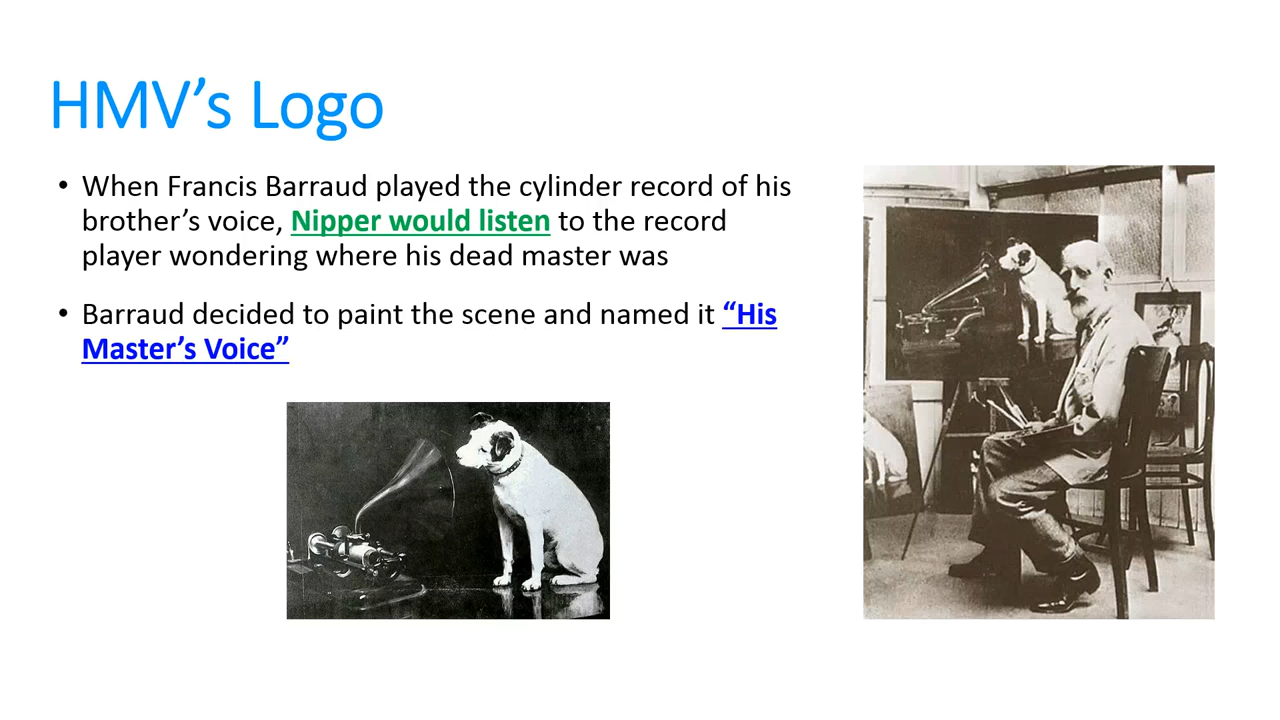 HMV’s Logo
• When Francis Barraud played the cylinder record of his
brother’s voice, Nipper would listen to the record
player wondering where his dead master was
• Barraud decided to paint the scene and named it “His
Master’s Voice”